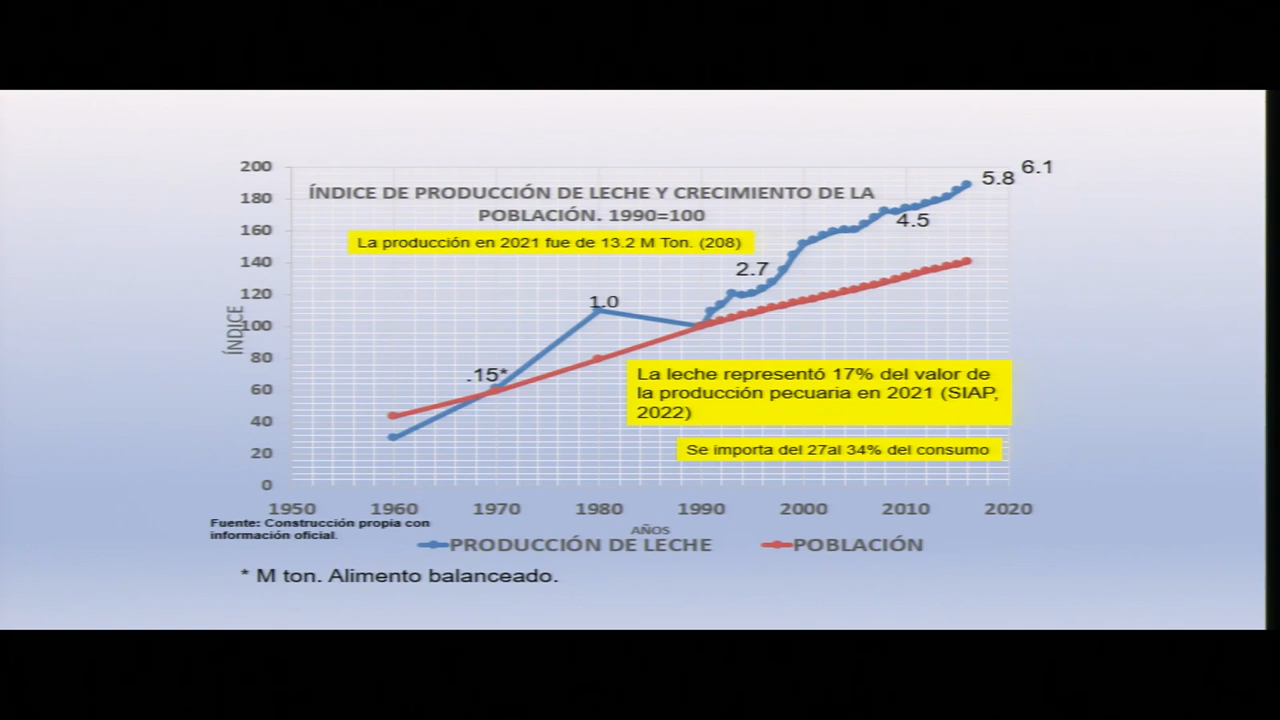 ÍNDICE DE PRODUCCIÓN DE LECHE Y CRECIMIENTO DE LA
POBLACIÓN. 1990=100
La producción en 2021 fue de 13.2 M Ton. (208)
200
180
160
140
120
100
80
60
40
20
0
ÍNDICE
.15*
1.0
2.7
4.5
5.8
6.1
La leche representó 17% del valor de
la producción pecuaria en 2021 (SIAP,
2022)
Se importa del 27al 34% del consumo
1950 1960 1970 1980 1990 2000 2010 2020
AÑOS
Fuente: Construcción propia con
información oficial.
PRODUCCIÓN DE LECHE POBLACIÓN
* M ton. Alimento balanceado.